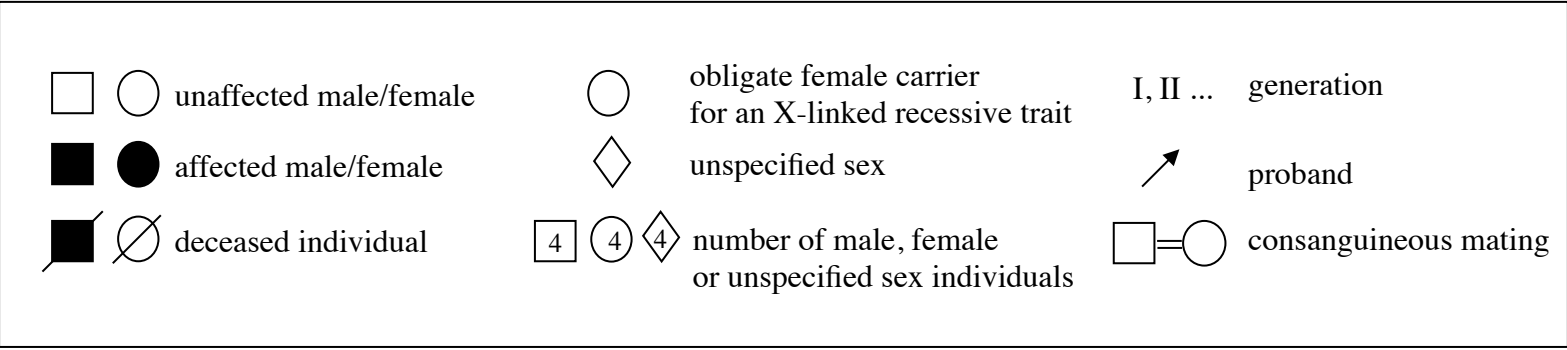 unaffected male/female
affected male/female
deceased individual
obligate female carrier
for an X-linked recessive trait
unspecified sex
4 4 4 number of male, female
or unspecified sex individuals
I, II ... generation
proband
consanguineous mating